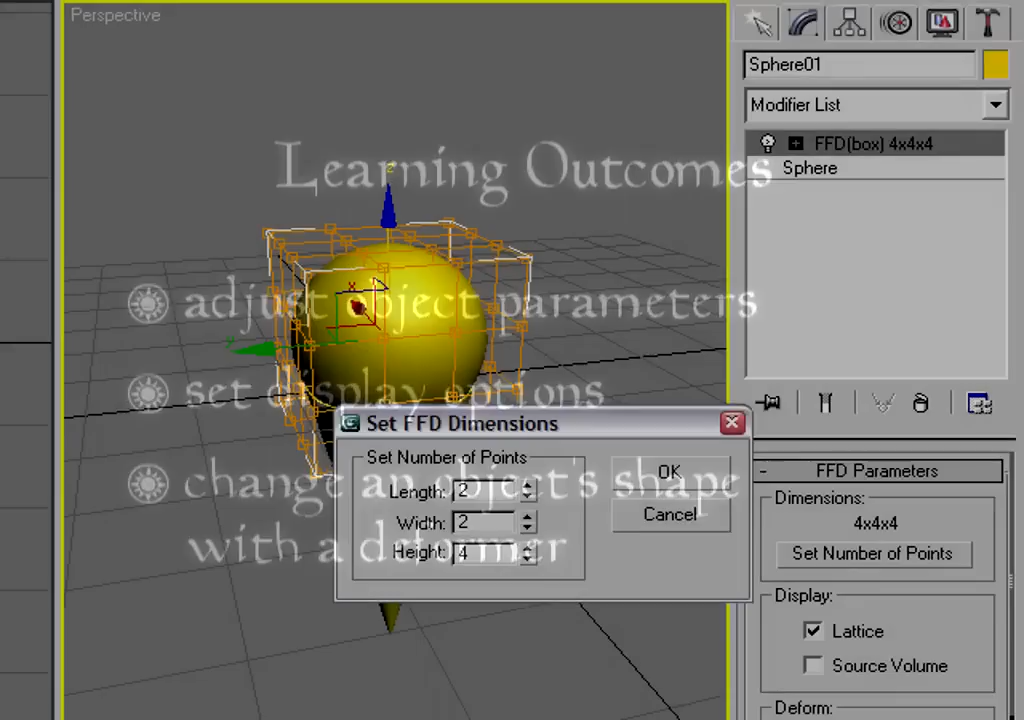 Perspective
Sphere01
Modifier List
FFD(box) 4x4x4
Sphere
Learning Outcomes
z
x
y
adjust object parameters
set display options
change an object's shape
with a deformer
Set FFD Dimensions
Set Number of Points
Length: 2
Width: 2
Height: 4
OK
Cancel
FFD Parameters
Dimensions:
4x4x4
Set Number of Points
Display:
Lattice
Source Volume
Deform: